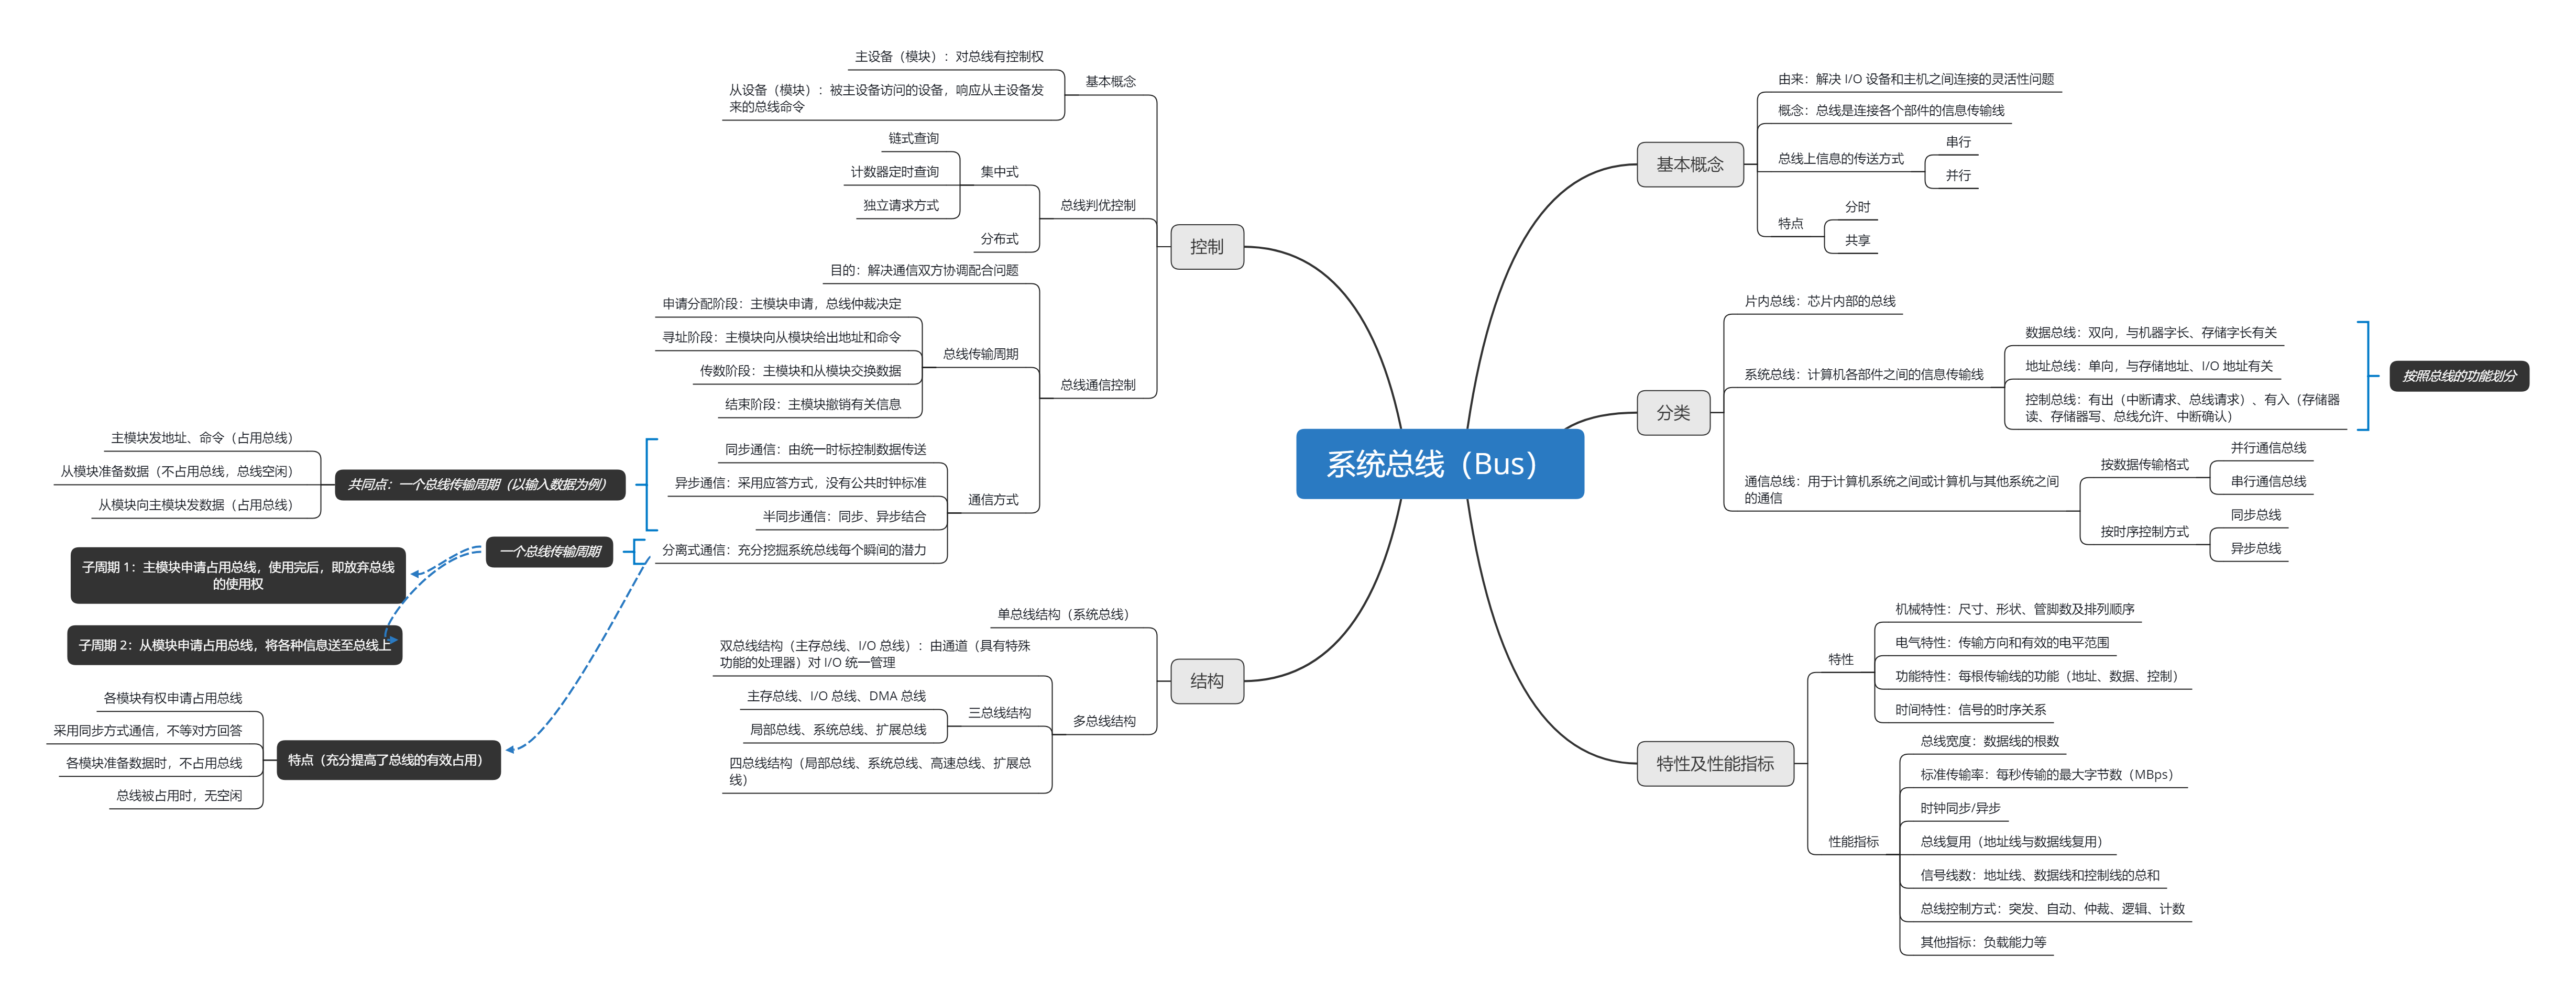 系统总线（Bus）
基本概念
由来：解决 I/O 设备和主机之间连接的灵活性问题
概念：总线是连接各个部件的信息传输线
总线上信息的传送方式
串行
并行
特点
分时
共享
分类
片内总线：芯片内部的总线
系统总线：计算机各部件之间的信息传输线
数据总线：双向，与机器字长、存储字长有关
地址总线：单向，与存储地址、I/O 地址有关
控制总线：有出（中断请求、总线请求）、有入（存储器
读、存储器写、总线允许、中断确认）
按照总线的功能划分
通信总线：用于计算机系统之间或计算机与其他系统之间
的通信
按数据传输格式
并行通信总线
串行通信总线
按时序控制方式
同步总线
异步总线
特性及性能指标
特性
机械特性：尺寸、形状、管脚数及排列顺序
电气特性：传输方向和有效的电平范围
功能特性：每根传输线的功能（地址、数据、控制）
时间特性：信号的时序关系
性能指标
总线宽度：数据线的根数
标准传输率：每秒传输的最大字节数（MBps）
时钟同步/异步
总线复用（地址线与数据线复用）
信号线数：地址线、数据线和控制线的总和
总线控制方式：突发、自动、仲裁、逻辑、计数
其他指标：负载能力等
控制
基本概念
主设备（模块）：对总线有控制权
从设备（模块）：被主设备访问的设备，响应从主设备发
来的总线命令
总线判优控制
集中式
链式查询
计数器定时查询
独立请求方式
分布式
总线通信控制
目的：解决通信双方协调配合问题
总线传输周期
申请分配阶段：主模块申请，总线仲裁决定
寻址阶段：主模块向从模块给出地址和命令
传数阶段：主模块和从模块交换数据
结束阶段：主模块撤销有关信息
通信方式
同步通信：由统一时标控制数据传送
异步通信：采用应答方式，没有公共时钟标准
半同步通信：同步、异步结合
分离式通信：充分挖掘系统总线每个瞬间的潜力
共同点：一个总线传输周期（以输入数据为例）
主模块发地址、命令（占用总线）
从模块准备数据（不占用总线，总线空闲）
从模块向主模块发数据（占用总线）
一个总线传输周期
子周期 1：主模块申请占用总线，使用完后，即放弃总线
的使用权
子周期 2：从模块申请占用总线，将各种信息送至总线上
特点（充分提高了总线的有效占用）
各模块有权申请占用总线
采用同步方式通信，不等对方回答
各模块准备数据时，不占用总线
总线被占用时，无空闲
结构
单总线结构（系统总线）
多总线结构
双总线结构（主存总线、I/O 总线）：由通道（具有特殊
功能的处理器）对 I/O 统一管理
三总线结构
主存总线、I/O 总线、DMA 总线
局部总线、系统总线、扩展总线
四总线结构（局部总线、系统总线、高速总线、扩展总
线）